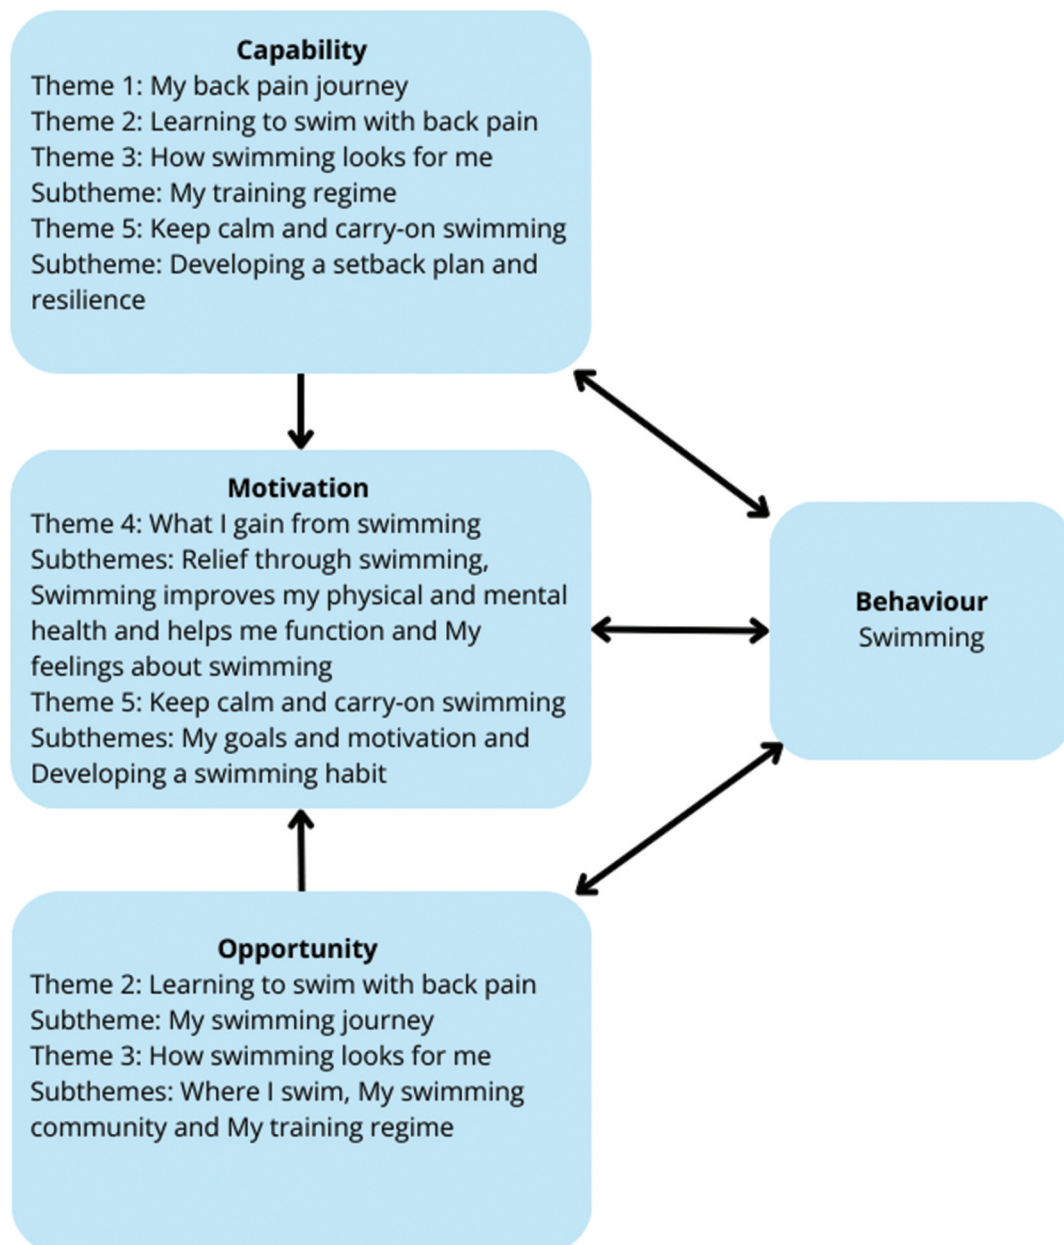 Capability
Theme 1: My back pain journey
Theme 2: Learning to swim with back pain
Theme 3: How swimming looks for me
Subtheme: My training regime
Theme 5: Keep calm and carry-on swimming
Subtheme: Developing a setback plan and
resilience
Motivation
Theme 4: What I gain from swimming
Subthemes: Relief through swimming,
Swimming improves my physical and mental
health and helps me function and My
feelings about swimming
Theme 5: Keep calm and carry-on swimming
Subthemes: My goals and motivation and
Developing a swimming habit
Behaviour
Swimming
Opportunity
Theme 2: Learning to swim with back pain
Subtheme: My swimming journey
Theme 3: How swimming looks for me
Subthemes: Where I swim, My swimming
community and My training regime